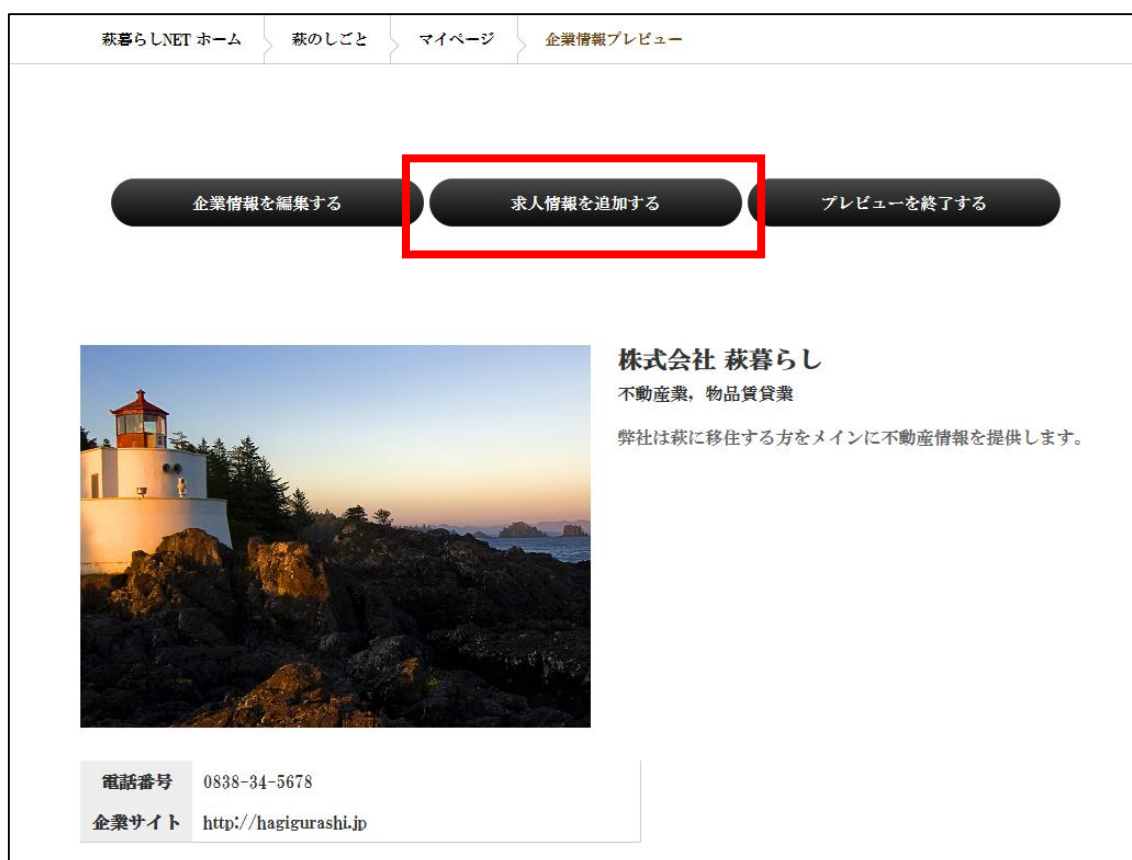 萩暮らしNET ホーム 萩のしごと マイページ 企業情報プレビュー
企業情報を編集する 求人情報を追加する プレビューを終了する
株式会社 萩暮らし
不動産業，物品賃貸業
弊社は萩に移住する方をメインに不動産情報を提供します。
電話番号 0838-34-5678
企業サイト http://hagigurashi.jp